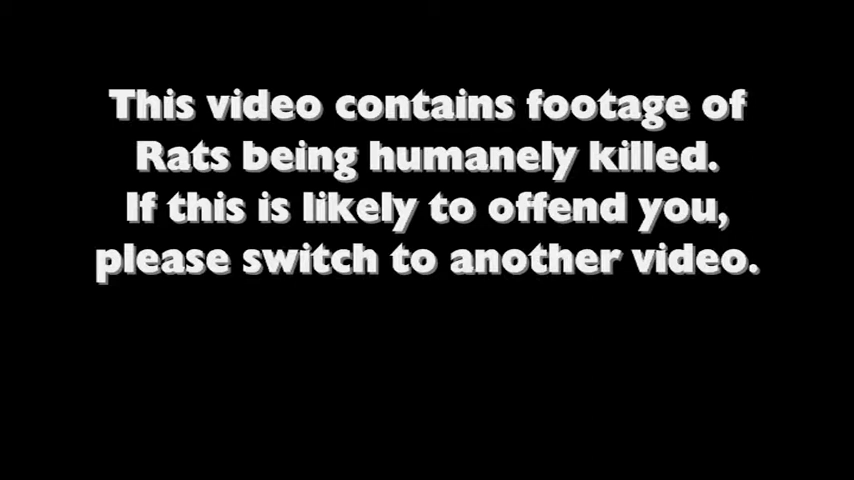 This video contains footage of
Rats being humanely killed.
If this is likely to offend you,
please switch to another video.